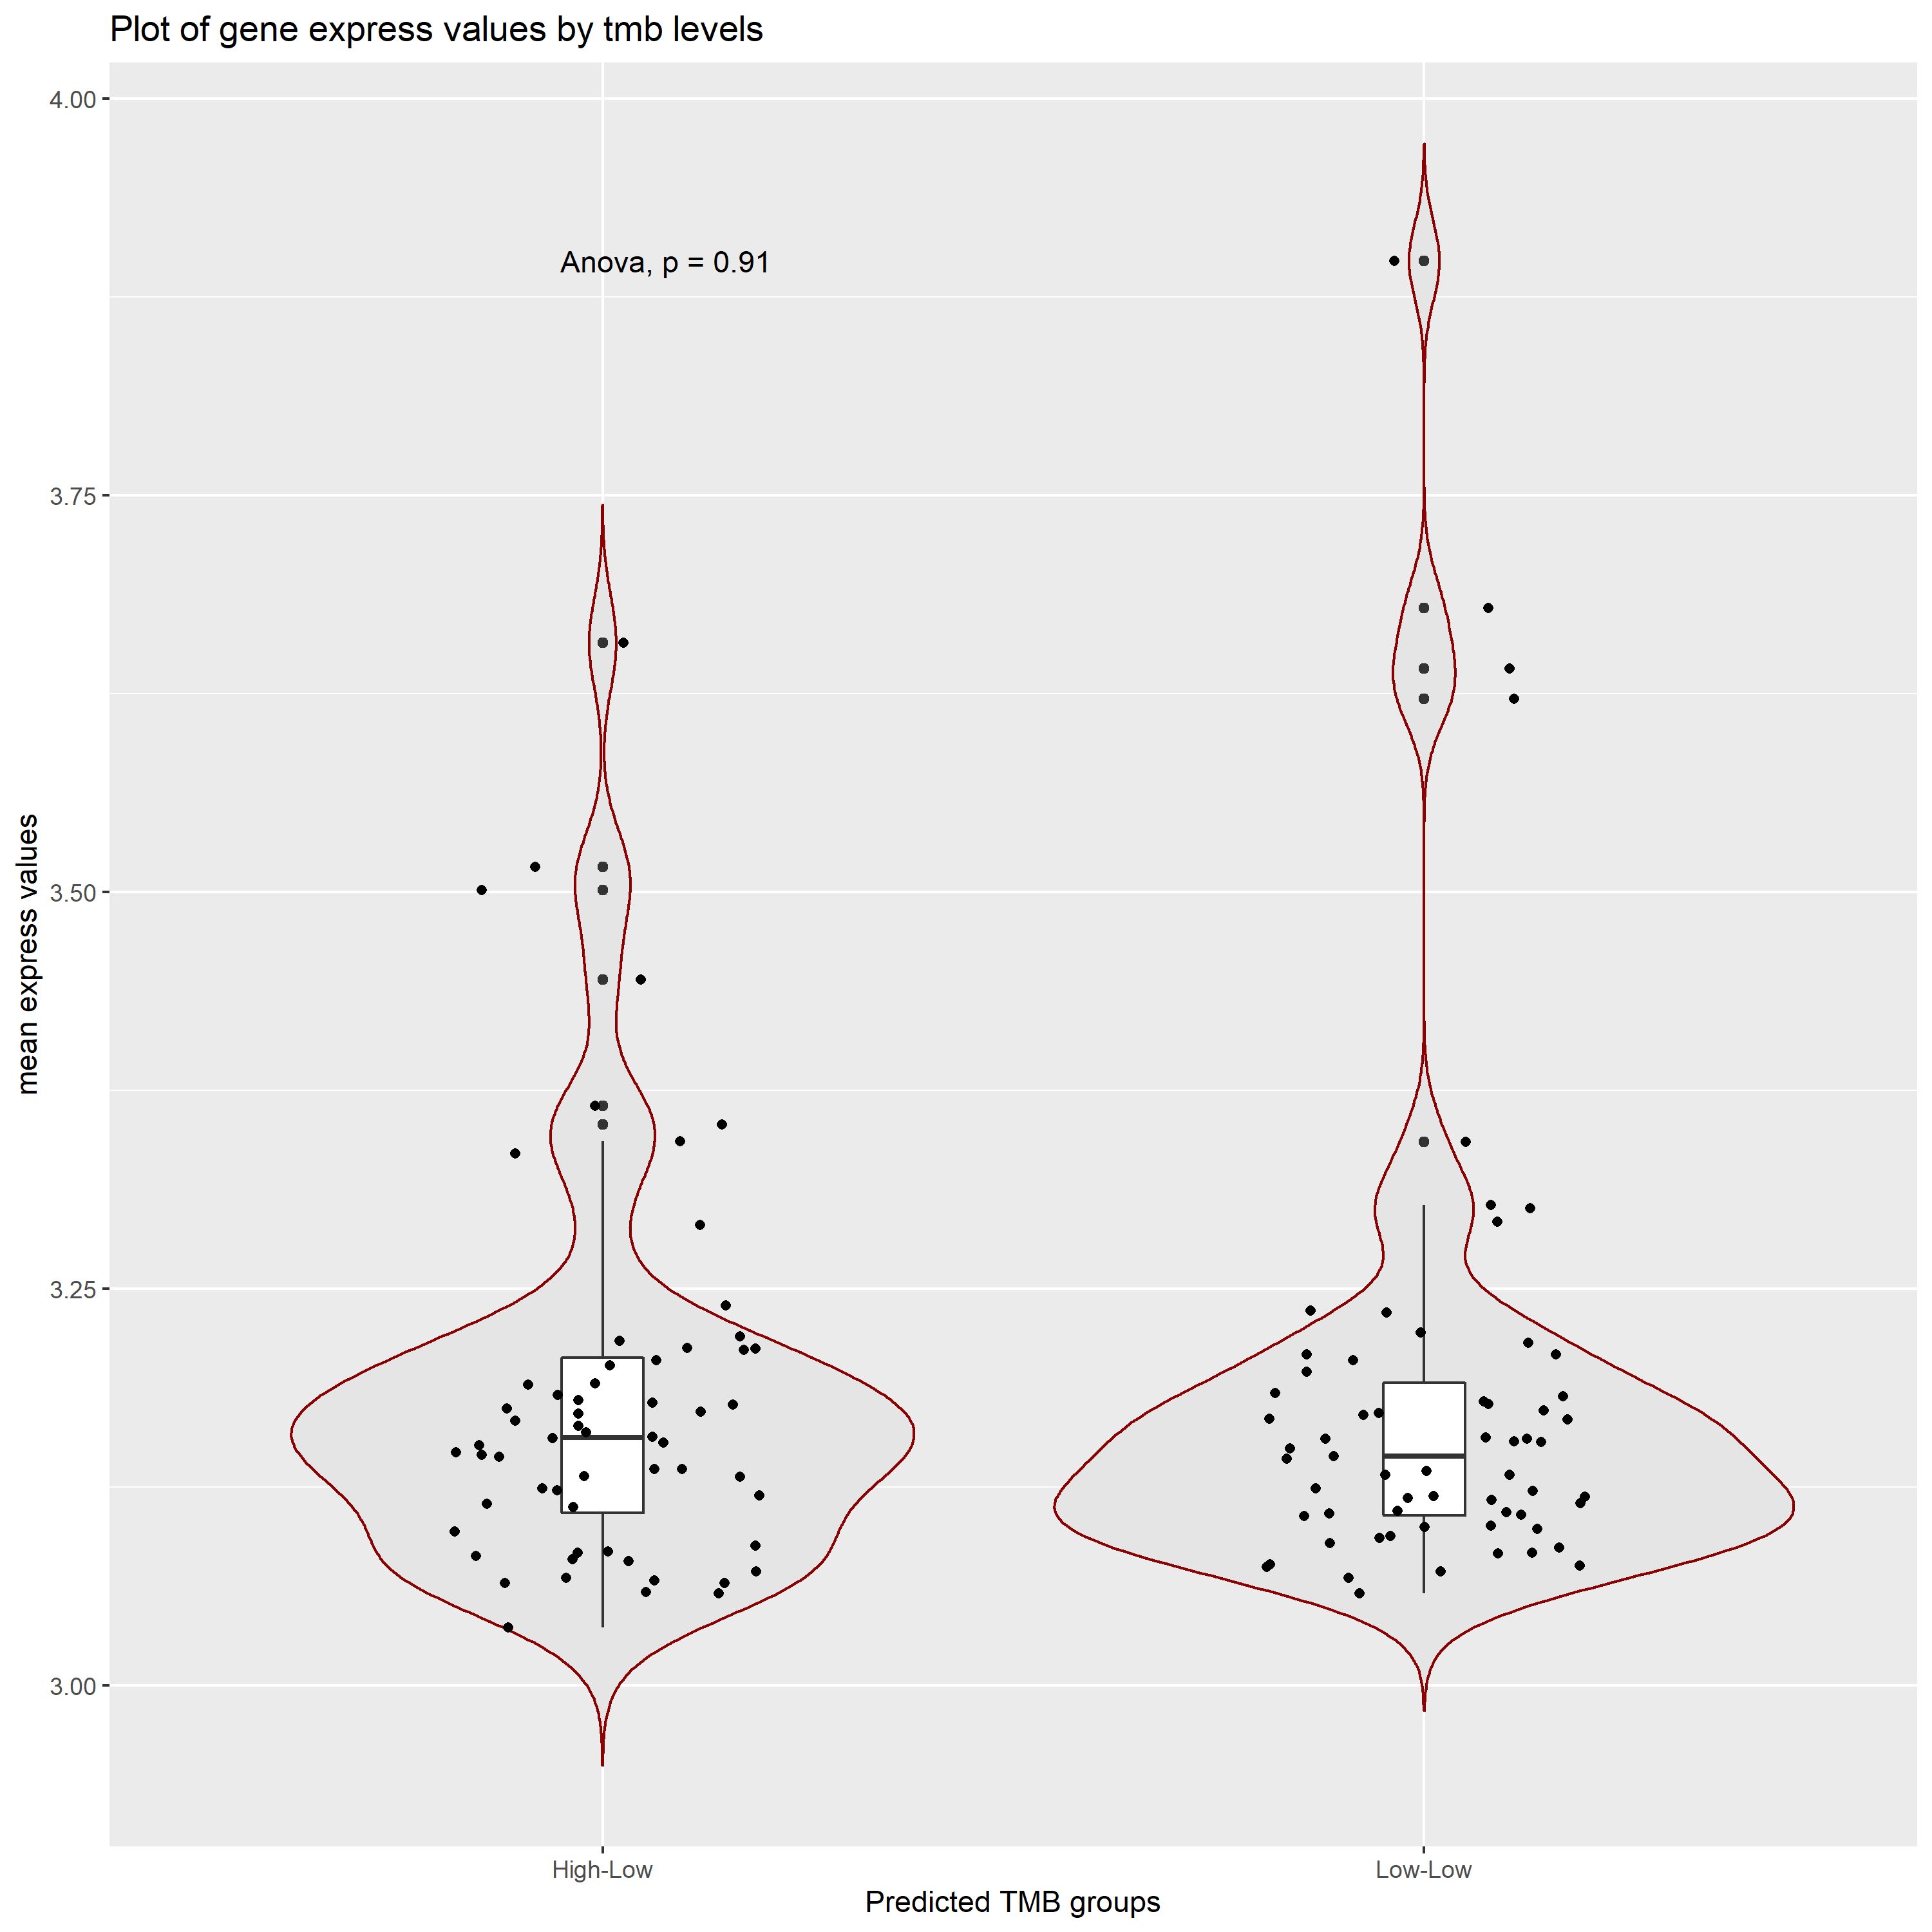 Plot of gene express values by tmb levels
4.00
Anova, p = 0.91
3.75
3.50
3.25
3.00
mean express values
High-Low
Low-Low
Predicted TMB groups